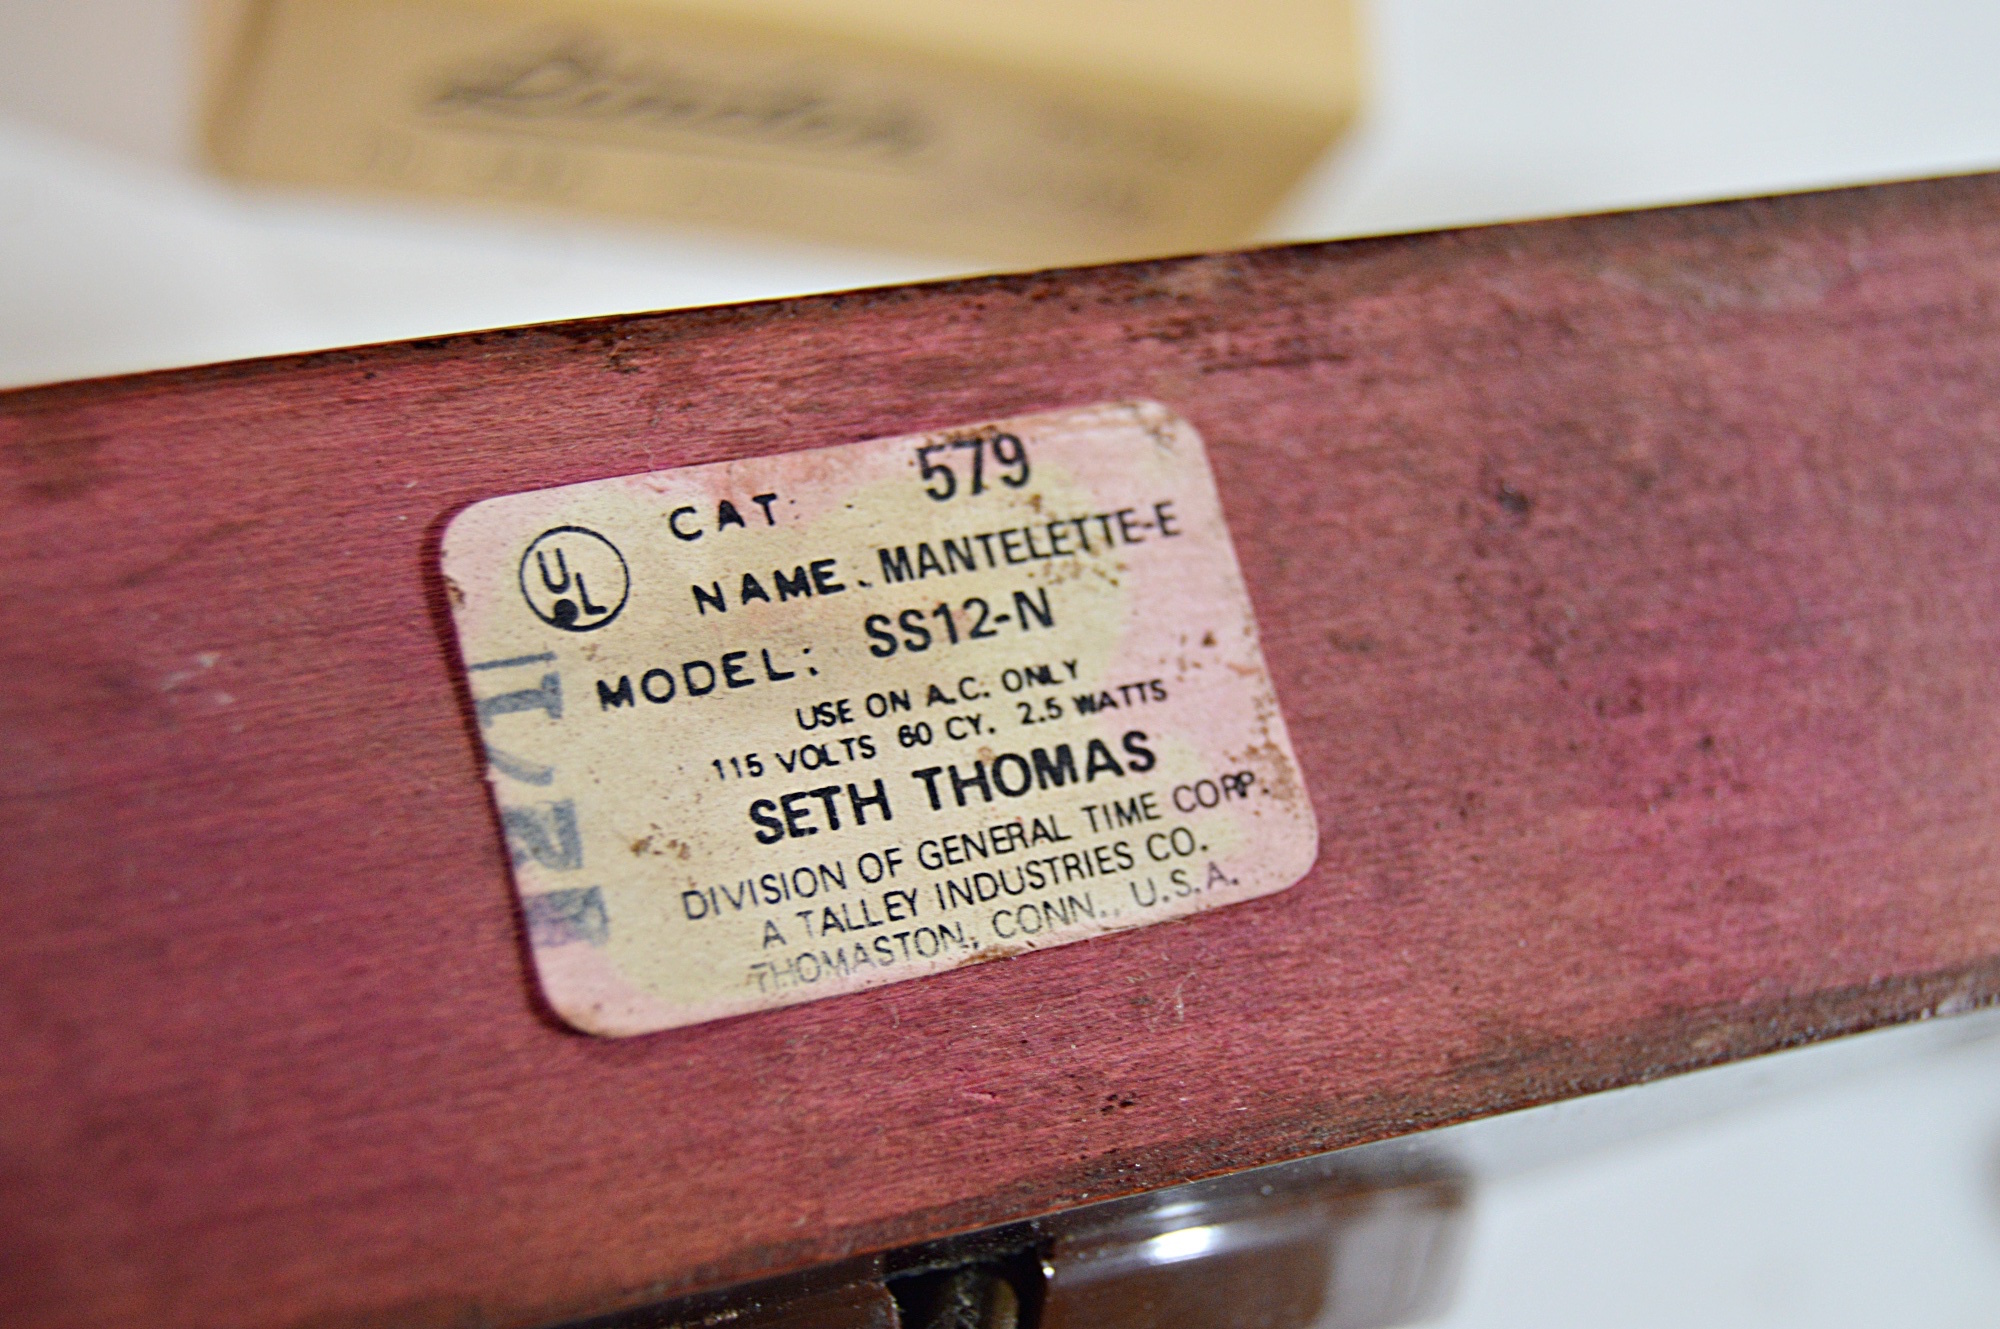 CAT. 579
UL
NAME. MANTELETTE-E
MODEL: SS12-N
USE ON A.C. ONLY
115 VOLTS 60 CY. 2.5 WATTS
SETH THOMAS
DIVISION OF GENERAL TIME CORP.
A TALLEY INDUSTRIES CO.
THOMASTON, CONN., U.S.A.